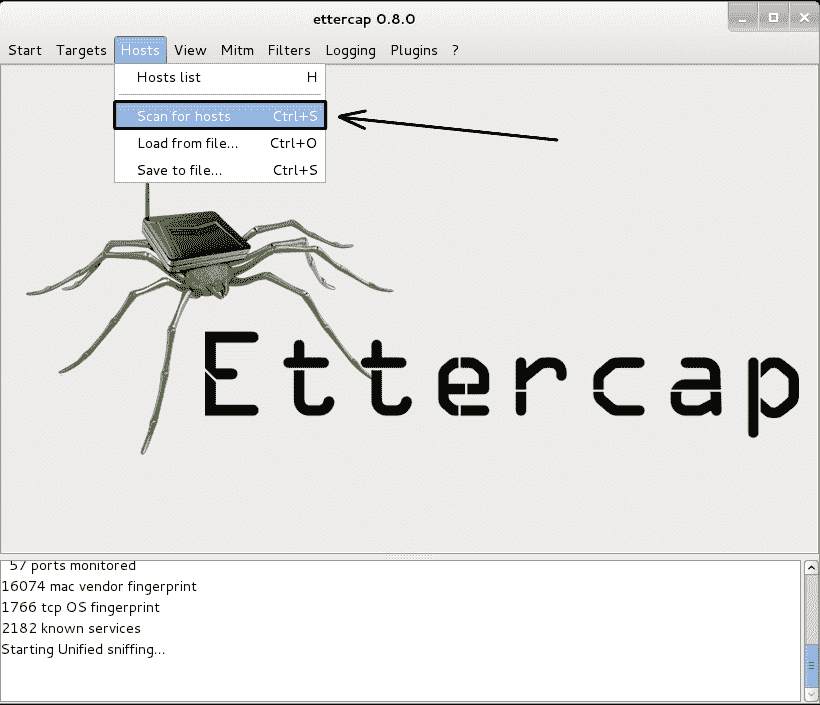 ettercap 0.8.0
Start Targets Hosts View Mitm Filters Logging Plugins ?
Hosts list H
Scan for hosts Ctrl+S
Load from file... Ctrl+O
Save to file... Ctrl+S
Ettercap
57 ports monitored
16074 mac vendor fingerprint
1766 tcp OS fingerprint
2182 known services
Starting Unified sniffing...